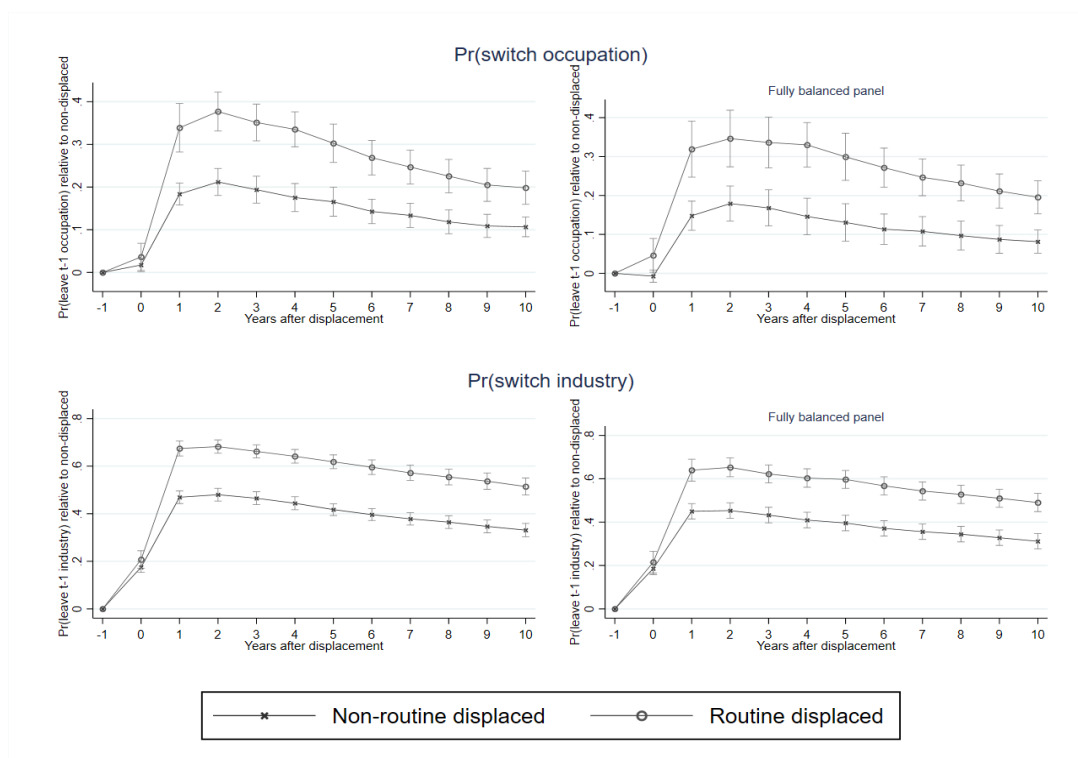 Pr(switch occupation)
Pr(leave t-1 occupation) relative to non-displaced
0 .1 .2 .3 .4
-1 0 1 2 3 4 5 6 7 8 9 10
Years after displacement
Fully balanced panel
Pr(leave t-1 occupation) relative to non-displaced
0 .1 .2 .3 .4
-1 0 1 2 3 4 5 6 7 8 9 10
Years after displacement
Pr(switch industry)
Pr(leave t-1 industry) relative to non-displaced
0 .2 .4 .6 .8
-1 0 1 2 3 4 5 6 7 8 9 10
Years after displacement
Fully balanced panel
Pr(leave t-1 industry) relative to non-displaced
0 .2 .4 .6 .8
-1 0 1 2 3 4 5 6 7 8 9 10
Years after displacement
Non-routine displaced Routine displaced